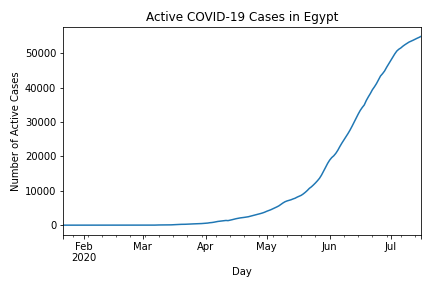 Active COVID-19 Cases in Egypt
Number of Active Cases
50000
40000
30000
20000
10000
0
Feb Mar Apr May Jun Jul
2020
Day